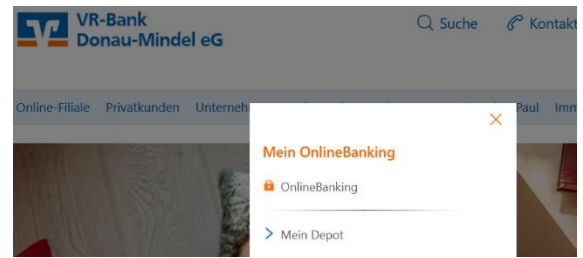 VR-Bank
Donau-Mindel eG
Suche
Kontakt
Online-Filiale Privatkunden Unterneh
Paul Imm
Mein OnlineBanking
OnlineBanking
Mein Depot